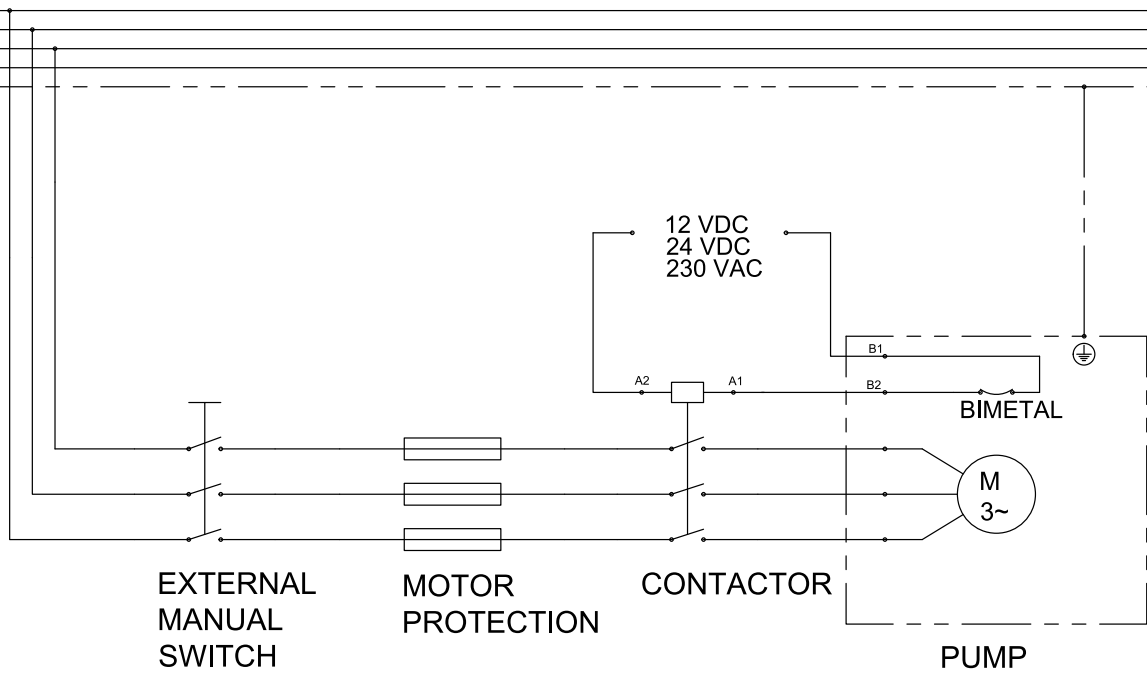 12 VDC
24 VDC
230 VAC
B1
A2
A1
B2
BIMETAL
M
3~
EXTERNAL
MANUAL
SWITCH
MOTOR
PROTECTION
CONTACTOR
PUMP